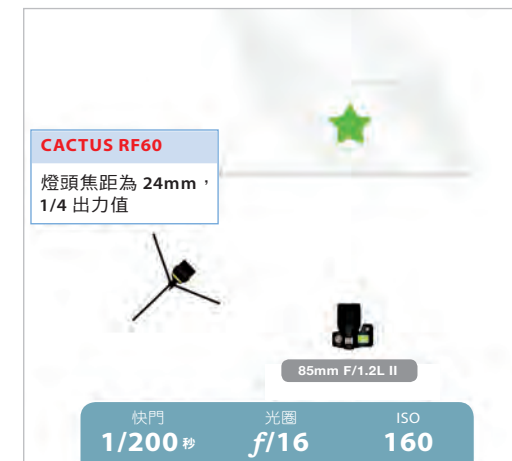 CACTUS RF60
燈頭焦距為 24mm，
1/4 出力值
85mm F/1.2L II
快門 光圈 ISO
1/200 秒 f/16 160